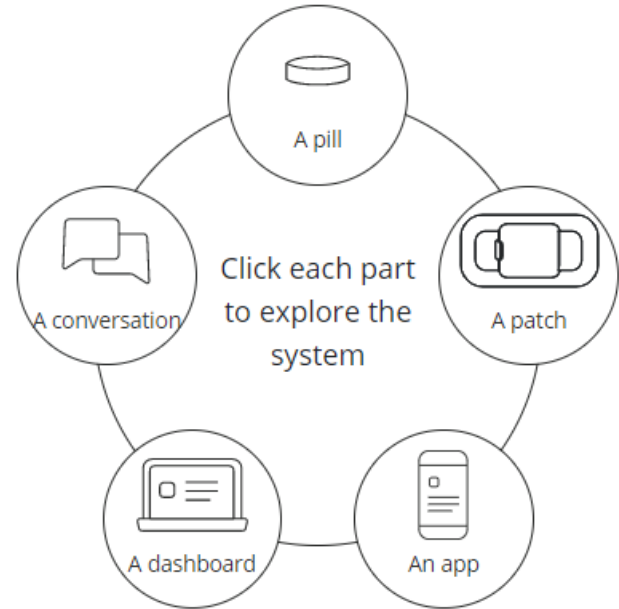 A pill
A conversation
Click each part
to explore the
system
A patch
A dashboard
An app